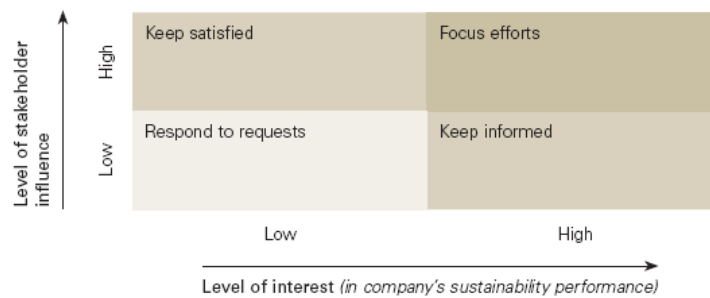 Level of stakeholder
influence
High
Low
Keep satisfied
Focus efforts
Respond to requests
Keep informed
Low
High
Level of interest (in company's sustainability performance)